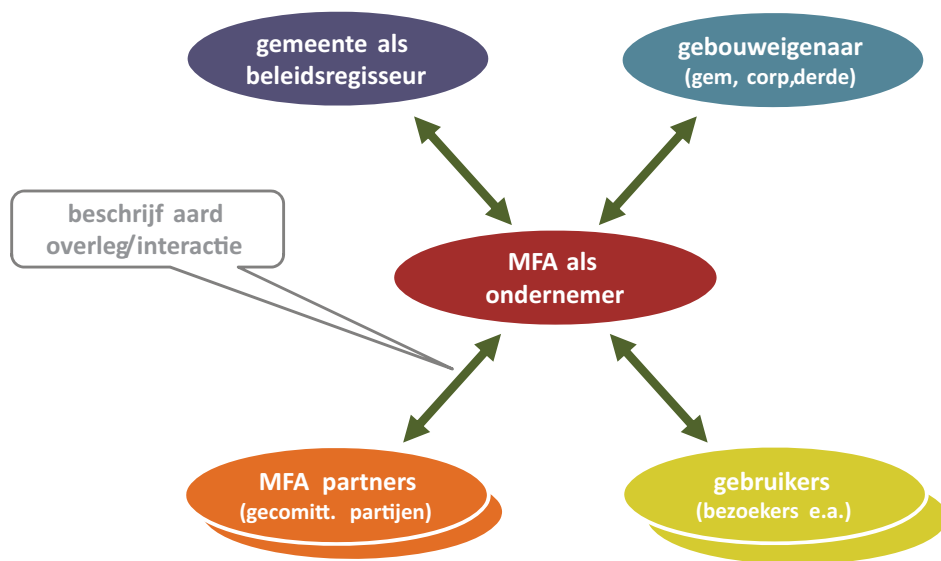 gemeente als
beleidsregisseur
gebouweigenaar
(gem, corp,derde)
beschrijf aard
overleg/interactie
MFA als
ondernemer
MFA partners
(gecomitt. partijen)
gebruikers
(bezoekers e.a.)